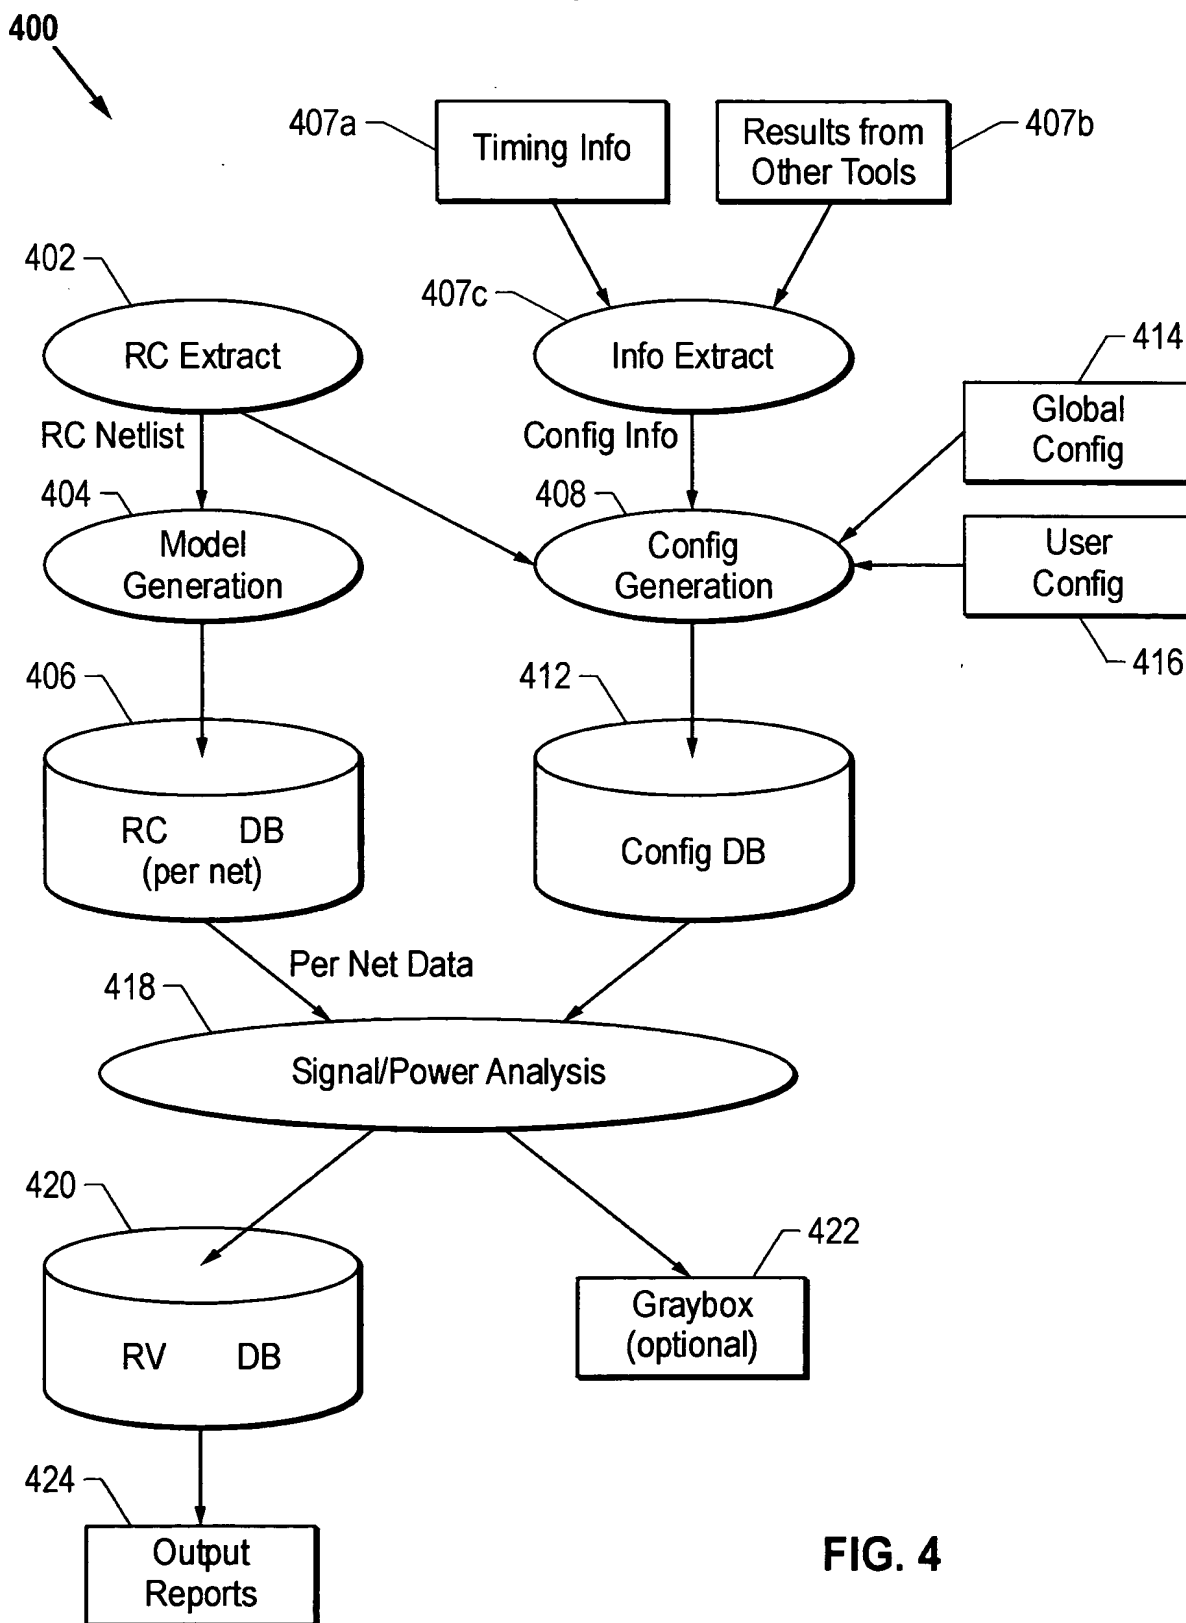 400
407a
Timing Info
Results from
Other Tools
407b
402
RC Extract
407c
Info Extract
414
Global
Config
RC Netlist
Config Info
404
Model
Generation
408
Config
Generation
User
Config
416
406
RC DB
(per net)
412
Config DB
Per Net Data
418
Signal/Power Analysis
420
RV DB
422
Graybox
(optional)
424
Output
Reports
FIG. 4